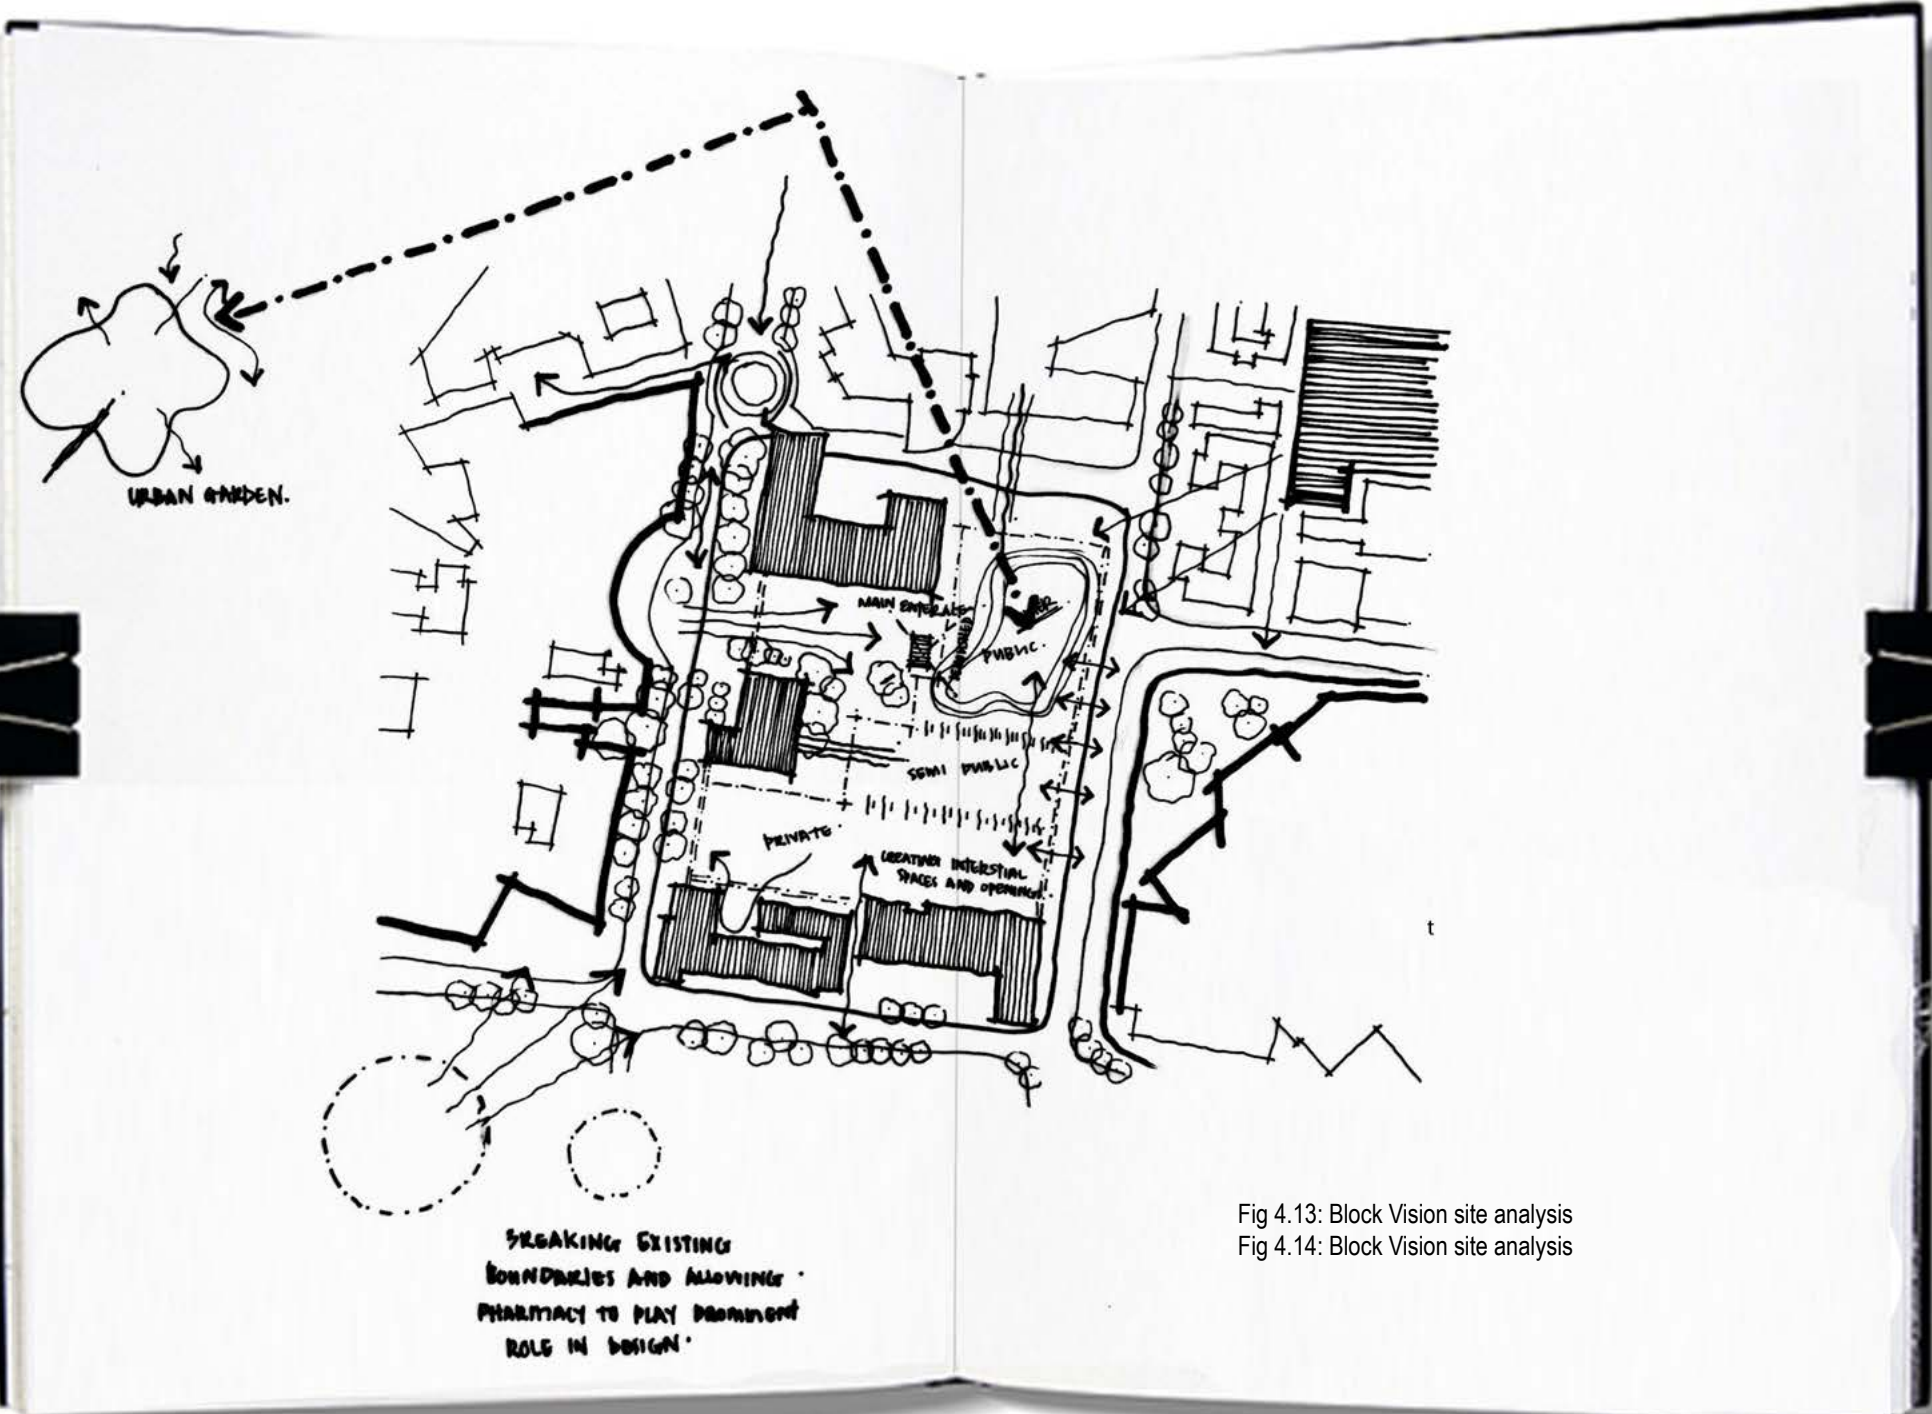 URBAN GARDEN.
MAIN ENTERACE
PUBLIC.
SEMI PUBLIC
PRIVATE.
CREATING INTERSTIAL
SPACES AND OPENINGS.
t
Fig 4.13: Block Vision site analysis
Fig 4.14: Block Vision site analysis
BREAKING EXISTING
BOUNDARIES AND ALLOWING
PHARMACY TO PLAY PROMINENT
ROLE IN DESIGN.